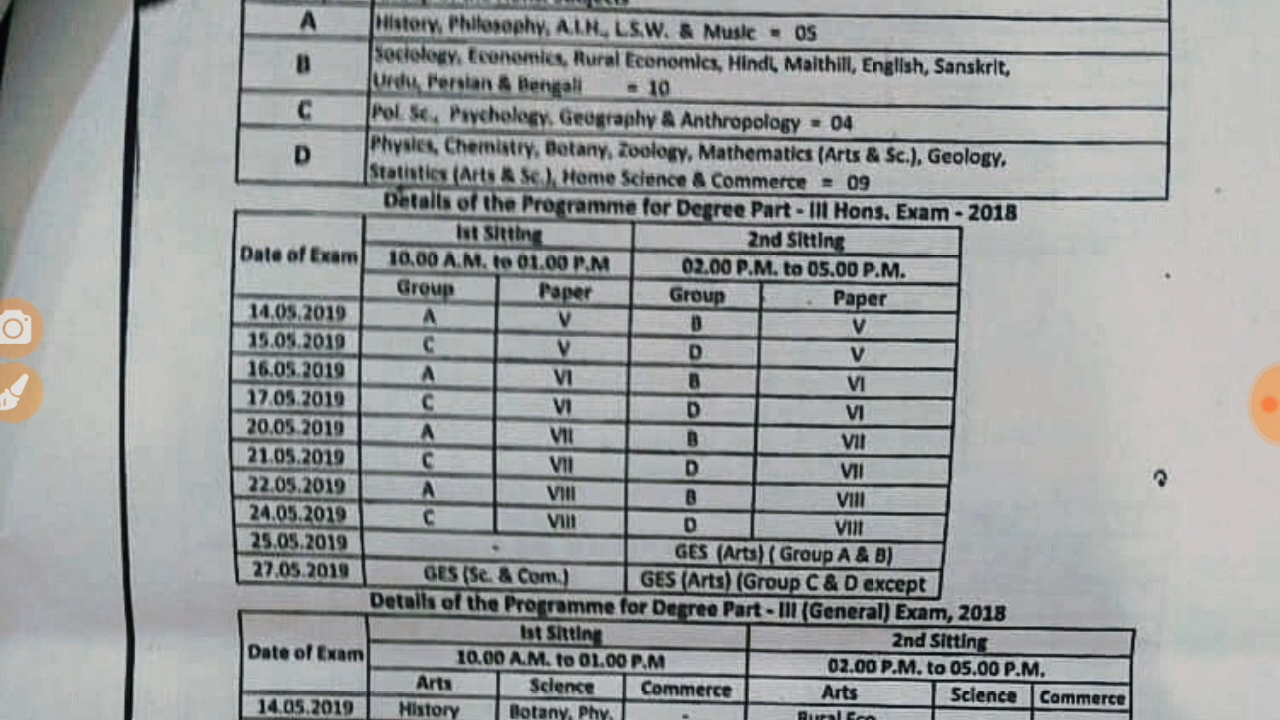 A History, Philosophy, A.I.H., L.S.W. & Music = 05
B Sociology, Economics, Rural Economics, Hindi, Maithili, English, Sanskrit,
Urdu, Persian & Bengali = 10
C Pol. Sc., Psychology, Geography & Anthropology = 04
D Physics, Chemistry, Botany, Zoology, Mathematics (Arts & Sc.), Geology,
Statistics (Arts & Sc.), Home Science & Commerce = 09
Details of the Programme for Degree Part - III Hons. Exam - 2018
Date of Exam Ist Sitting 2nd Sitting
10.00 A.M. to 01.00 P.M 02.00 P.M. to 05.00 P.M.
Group Paper Group Paper
14.05.2019 A V B V
15.05.2019 C V D V
16.05.2019 A VI B VI
17.05.2019 C VI D VI
20.05.2019 A VII B VII
21.05.2019 C VII D VII
22.05.2019 A VIII B VIII
24.05.2019 C VIII D VIII
25.05.2019 - GES (Arts) ( Group A & B)
27.05.2019 GES (Sc. & Com.) GES (Arts) (Group C & D except
Details of the Programme for Degree Part - III (General) Exam, 2018
Date of Exam Ist Sitting 2nd Sitting
10.00 A.M. to 01.00 P.M 02.00 P.M. to 05.00 P.M.
Arts Science Commerce Arts Science Commerce
14.05.2019 History Botany, Phy. - Rural Eco